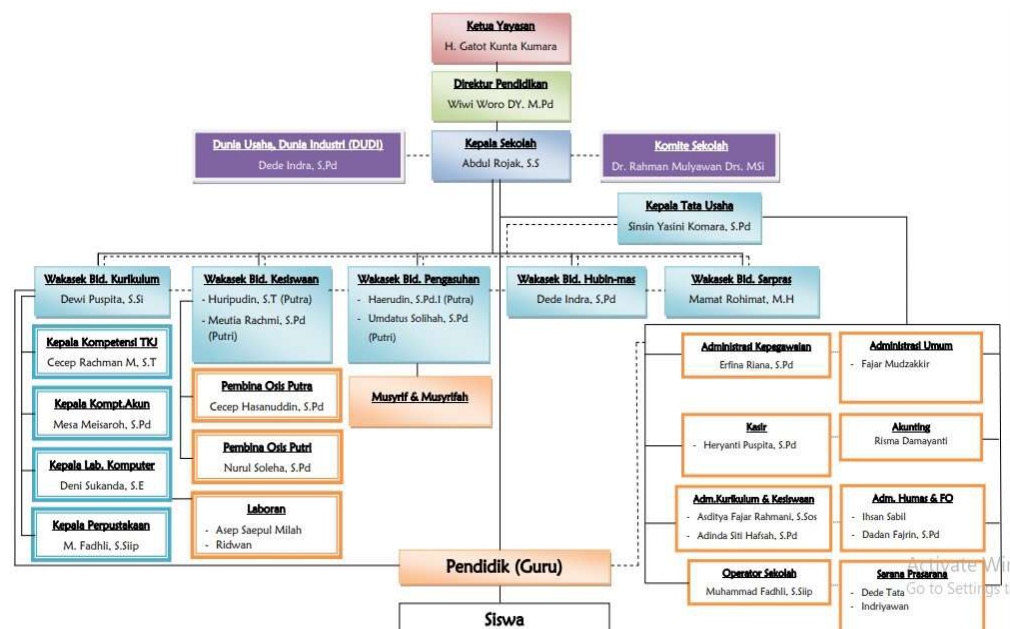 Ketua Yayasan
H. Gatot Kunta Kumara
Direktur Pendidikan
Wiwi Woro DY. M.Pd
Dunia Usaha, Dunia Industri (DUDI)
Dede Indra, S.Pd
Kepala Sekolah
Abdul Rojak, S.S
Komite Sekolah
Dr. Rahman Mulyawan Drs. MSi
Kepala Tata Usaha
Sinsin Yasini Komara, S.Pd
Wakasek Bid. Kurikulum
Dewi Puspita, S.Si
Wakasek Bid. Kesiswaan
- Huripudin, S.T (Putra)
- Meutia Rachmi, S.Pd
(Putri)
Wakasek Bid. Pengasuhan
- Haerudin, S.Pd.I (Putra)
- Umdatus Solihah, S.Pd
(Putri)
Wakasek Bid. Hubin-mas
Dede Indra, S,Pd
Wakasek Bid. Sarpras
Mamat Rohimat, M.H
Kepala Kompetensi TKJ
Cecep Rachman M, S.T
Kepala Kompt.Akun
Mesa Meisaroh, S.Pd
Kepala Lab. Komputer
Deni Sukanda, S.E
Kepala Perpustakaan
M. Fadhli, S.Siip
Pembina Osis Putra
Cecep Hasanuddin, S.Pd
Pembina Osis Putri
Nurul Soleha, S.Pd
Laboran
- Asep Saepul Milah
- Ridwan
Musyrif & Musyrifah
Administrasi Kepegawaian
Erfina Riana, S.Pd
Administrasi Umum
- Fajar Mudzakkir
Kasir
- Heryanti Puspita, S.Pd
Akunting
Risma Damayanti
Adm.Kurikulum & Kesiswaan
- Asditya Fajar Rahmani, S.Sos
- Adinda Siti Hafsah, S.Pd
Adm. Humas & FO
- Ihsan Sabil
- Dadan Fajrin, S.Pd
Operator Sekolah
Muhammad Fadhli, S.Siip
Sarana Prasarana
- Dede Tata
- Indriyawan
Pendidik (Guru)
Siswa
Activate Win
Go to Settings t